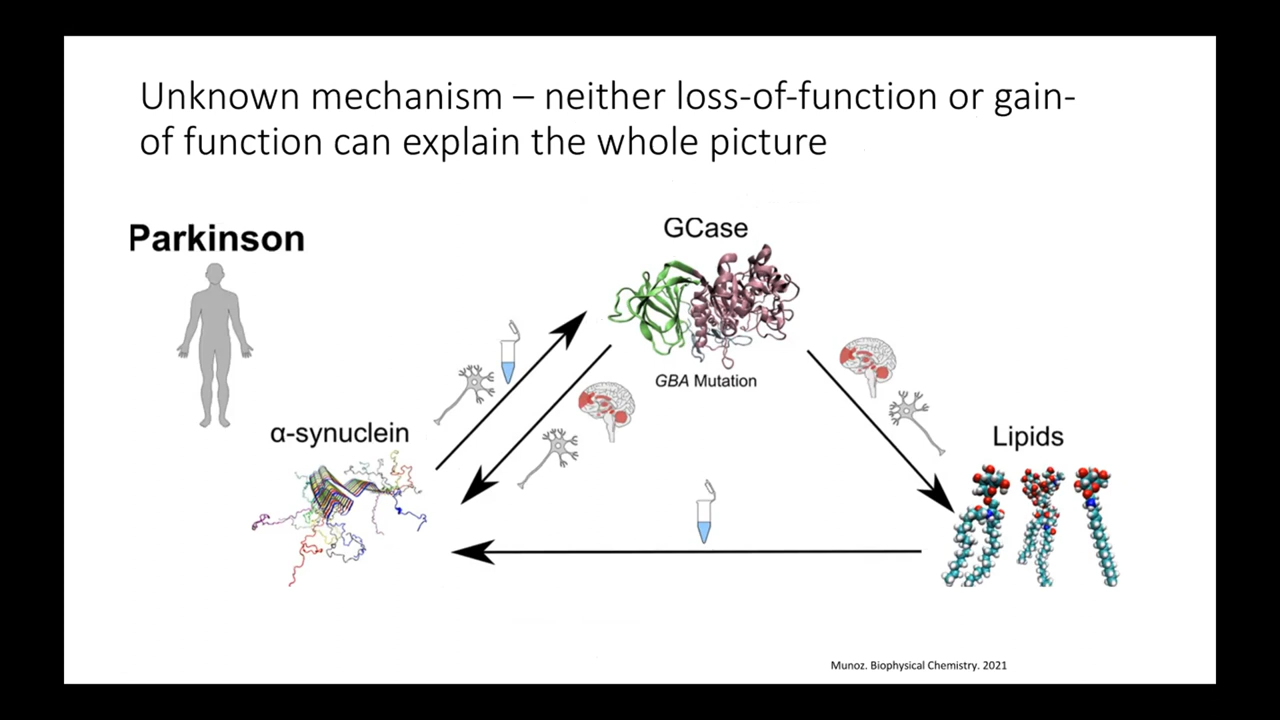 Unknown mechanism – neither loss-of-function or gain-
of function can explain the whole picture
Parkinson
GCase
GBA Mutation
α-synuclein
Lipids
Munoz. Biophysical Chemistry. 2021